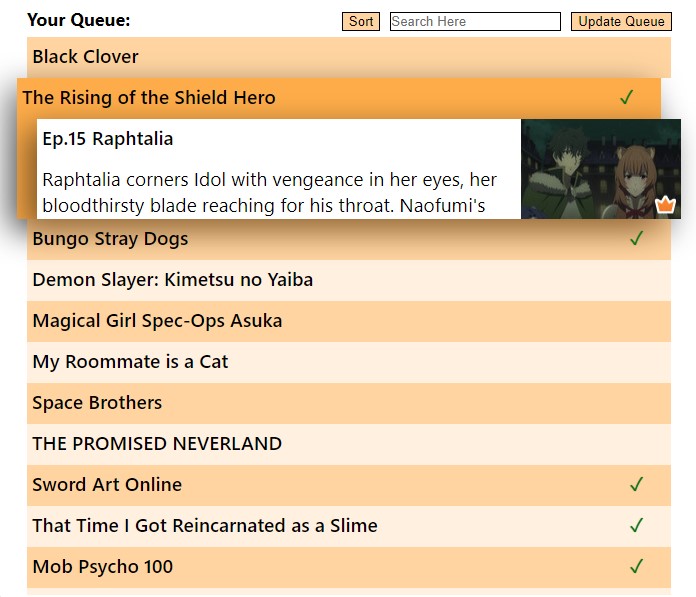 Your Queue:
Sort
Search Here
Update Queue
Black Clover
The Rising of the Shield Hero ✓
Ep.15 Raphtalia
Raphtalia corners Idol with vengeance in her eyes, her
bloodthirsty blade reaching for his throat. Naofumi's
Bungo Stray Dogs ✓
Demon Slayer: Kimetsu no Yaiba
Magical Girl Spec-Ops Asuka
My Roommate is a Cat
Space Brothers
THE PROMISED NEVERLAND
Sword Art Online ✓
That Time I Got Reincarnated as a Slime ✓
Mob Psycho 100 ✓